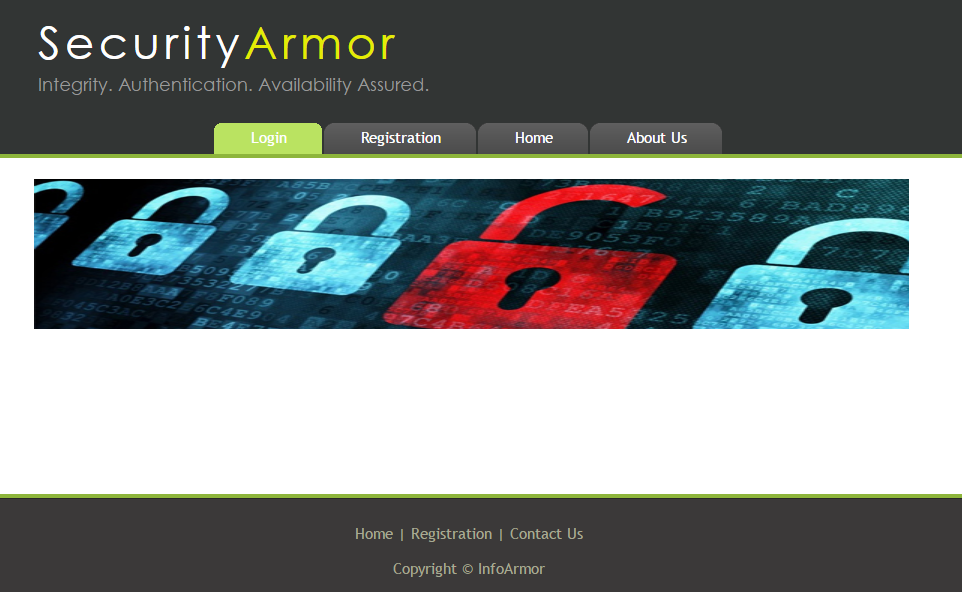 SecurityArmor
Integrity. Authentication. Availability Assured.
Login Registration Home About Us
Home | Registration | Contact Us
Copyright © InfoArmor